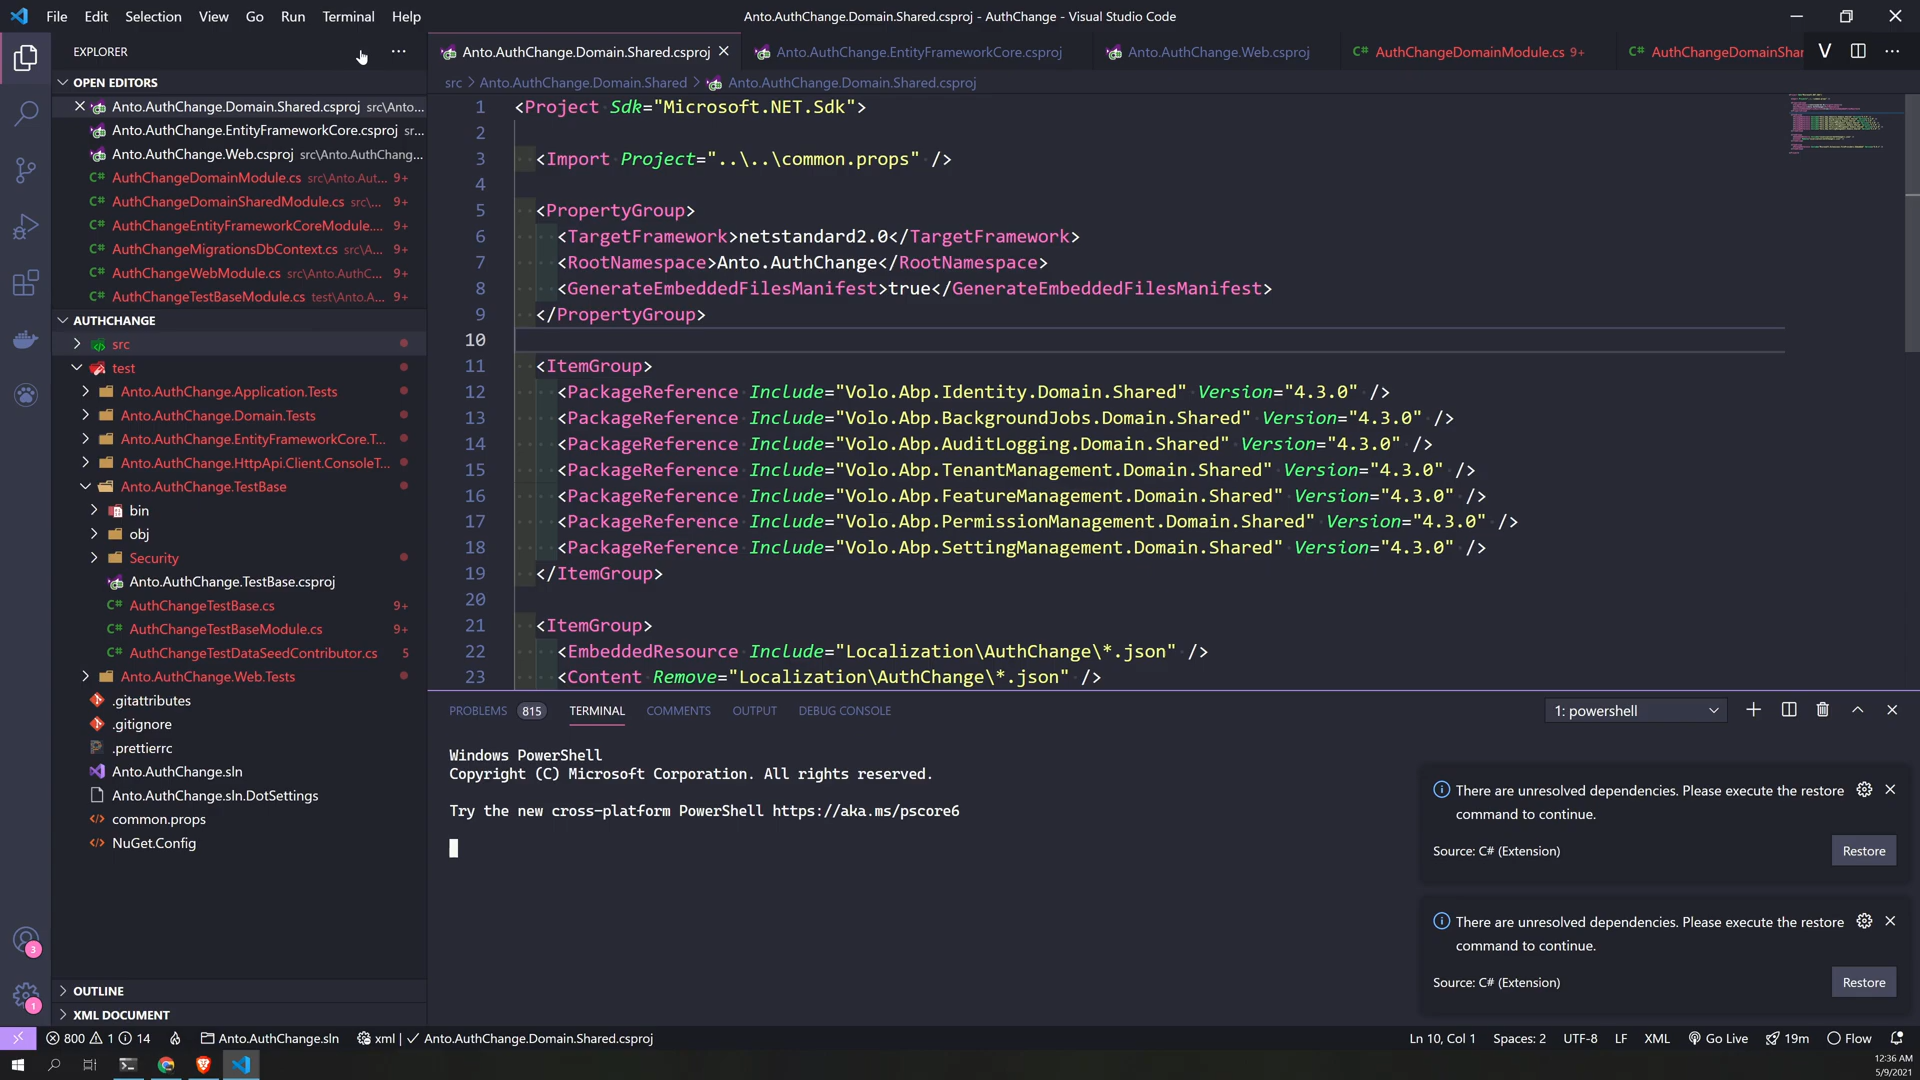 File Edit Selection View Go Run Terminal Help
Anto.AuthChange.Domain.Shared.csproj - AuthChange - Visual Studio Code
EXPLORER
OPEN EDITORS
Anto.AuthChange.Domain.Shared.csproj src\Anto...
Anto.AuthChange.EntityFrameworkCore.csproj sr...
Anto.AuthChange.Web.csproj src\Anto.AuthChang...
C# AuthChangeDomainModule.cs src\Anto.Aut... 9+
C# AuthChangeDomainSharedModule.cs src\... 9+
C# AuthChangeEntityFrameworkCoreModule.... 9+
C# AuthChangeMigrationsDbContext.cs src\A... 9+
C# AuthChangeWebModule.cs src\Anto.AuthC... 9+
C# AuthChangeTestBaseModule.cs test\Anto.A... 9+
AUTHCHANGE
src
test
Anto.AuthChange.Application.Tests
Anto.AuthChange.Domain.Tests
Anto.AuthChange.EntityFrameworkCore.T...
Anto.AuthChange.HttpApi.Client.ConsoleT...
Anto.AuthChange.TestBase
bin
obj
Security
Anto.AuthChange.TestBase.csproj
C# AuthChangeTestBase.cs 9+
C# AuthChangeTestBaseModule.cs 9+
C# AuthChangeTestDataSeedContributor.cs 5
Anto.AuthChange.Web.Tests
.gitattributes
.gitignore
.prettierrc
Anto.AuthChange.sln
Anto.AuthChange.sln.DotSettings
common.props
NuGet.Config
3
1
OUTLINE
XML DOCUMENT
Anto.AuthChange.Domain.Shared.csproj Anto.AuthChange.EntityFrameworkCore.csproj Anto.AuthChange.Web.csproj C# AuthChangeDomainModule.cs 9+ C# AuthChangeDomainShar
src > Anto.AuthChange.Domain.Shared > Anto.AuthChange.Domain.Shared.csproj
1 <Project Sdk="Microsoft.NET.Sdk">
2
3 <Import Project="..\..\common.props" />
4
5 <PropertyGroup>
6 <TargetFramework>netstandard2.0</TargetFramework>
7 <RootNamespace>Anto.AuthChange</RootNamespace>
8 <GenerateEmbeddedFilesManifest>true</GenerateEmbeddedFilesManifest>
9 </PropertyGroup>
10
11 <ItemGroup>
12 <PackageReference Include="Volo.Abp.Identity.Domain.Shared" Version="4.3.0" />
13 <PackageReference Include="Volo.Abp.BackgroundJobs.Domain.Shared" Version="4.3.0" />
14 <PackageReference Include="Volo.Abp.AuditLogging.Domain.Shared" Version="4.3.0" />
15 <PackageReference Include="Volo.Abp.TenantManagement.Domain.Shared" Version="4.3.0" />
16 <PackageReference Include="Volo.Abp.FeatureManagement.Domain.Shared" Version="4.3.0" />
17 <PackageReference Include="Volo.Abp.PermissionManagement.Domain.Shared" Version="4.3.0" />
18 <PackageReference Include="Volo.Abp.SettingManagement.Domain.Shared" Version="4.3.0" />
19 </ItemGroup>
20
21 <ItemGroup>
22 <EmbeddedResource Include="Localization\AuthChange\*.json" />
23 <Content Remove="Localization\AuthChange\*.json" />
PROBLEMS 815 TERMINAL COMMENTS OUTPUT DEBUG CONSOLE 1: powershell
Windows PowerShell
Copyright (C) Microsoft Corporation. All rights reserved.
Try the new cross-platform PowerShell https://aka.ms/pscore6
There are unresolved dependencies. Please execute the restore
command to continue.
Source: C# (Extension) Restore
There are unresolved dependencies. Please execute the restore
command to continue.
Source: C# (Extension) Restore
800 1 14 Anto.AuthChange.sln xml | ✓ Anto.AuthChange.Domain.Shared.csproj Ln 10, Col 1 Spaces: 2 UTF-8 LF XML Go Live 19m Flow
12:36 AM
5/9/2021